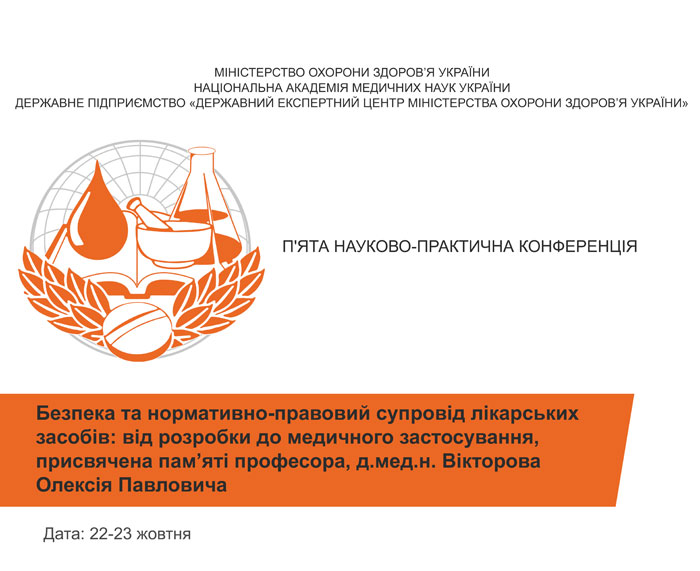 МІНІСТЕРСТВО ОХОРОНИ ЗДОРОВ'Я УКРАЇНИ
НАЦІОНАЛЬНА АКАДЕМІЯ МЕДИЧНИХ НАУК УКРАЇНИ
ДЕРЖАВНЕ ПІДПРИЄМСТВО «ДЕРЖАВНИЙ ЕКСПЕРТНИЙ ЦЕНТР МІНІСТЕРСТВА ОХОРОНИ ЗДОРОВ'Я УКРАЇНИ»
П'ЯТА НАУКОВО-ПРАКТИЧНА КОНФЕРЕНЦІЯ
Безпека та нормативно-правовий супровід лікарських
засобів: від розробки до медичного застосування,
присвячена пам’яті професора, д.мед.н. Вікторова
Олексія Павловича
Дата: 22-23 жовтня